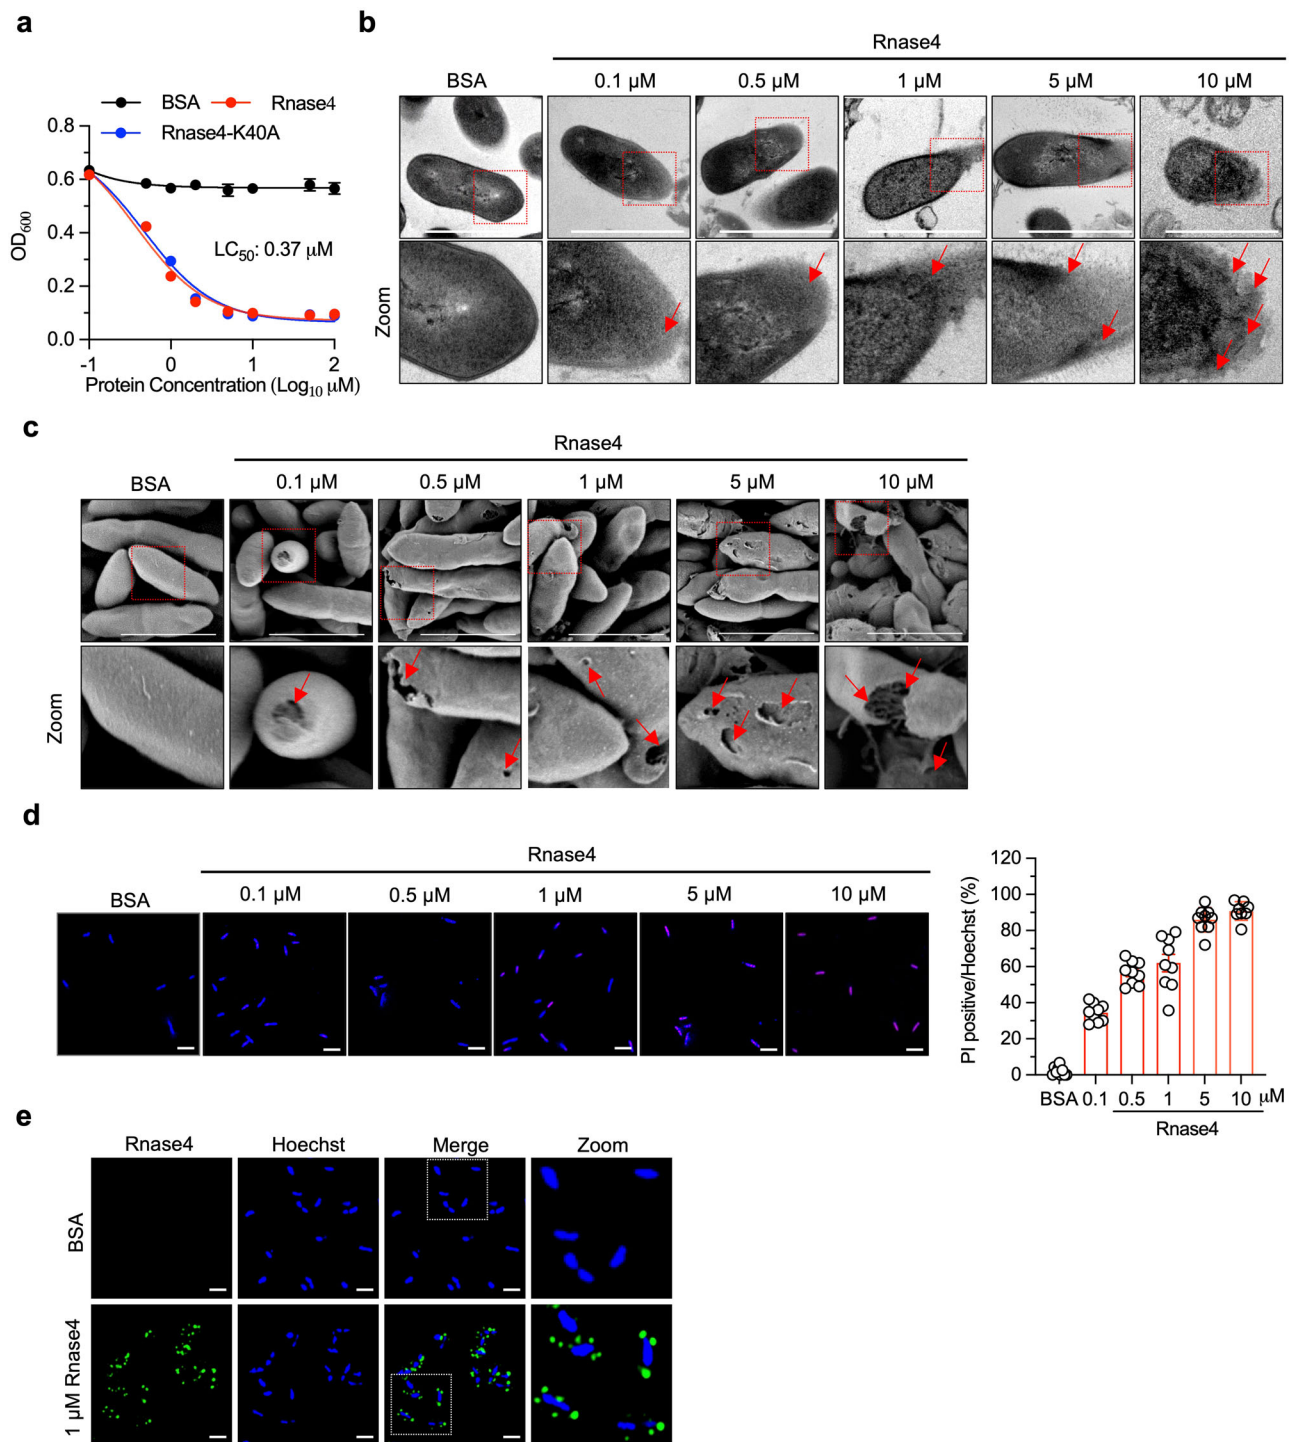 a
BSA
Rnase4
Rnase4-K40A
0.8
0.6
0.4
0.2
0.0
OD600
LC50: 0.37 µM
-1
0
1
2
Protein Concentration (Log10 µM)
b
Rnase4
BSA
0.1 µM
0.5 µM
1 µM
5 µM
10 µM
Zoom
c
Rnase4
BSA
0.1 µM
0.5 µM
1 µM
5 µM
10 µM
Zoom
d
Rnase4
BSA
0.1 µM
0.5 µM
1 µM
5 µM
10 µM
PI positive/Hoechst (%)
120
100
80
60
40
20
0
BSA 0.1 0.5 1 5 10 µM
Rnase4
e
Rnase4 Hoechst Merge Zoom
BSA
1 µM Rnase4